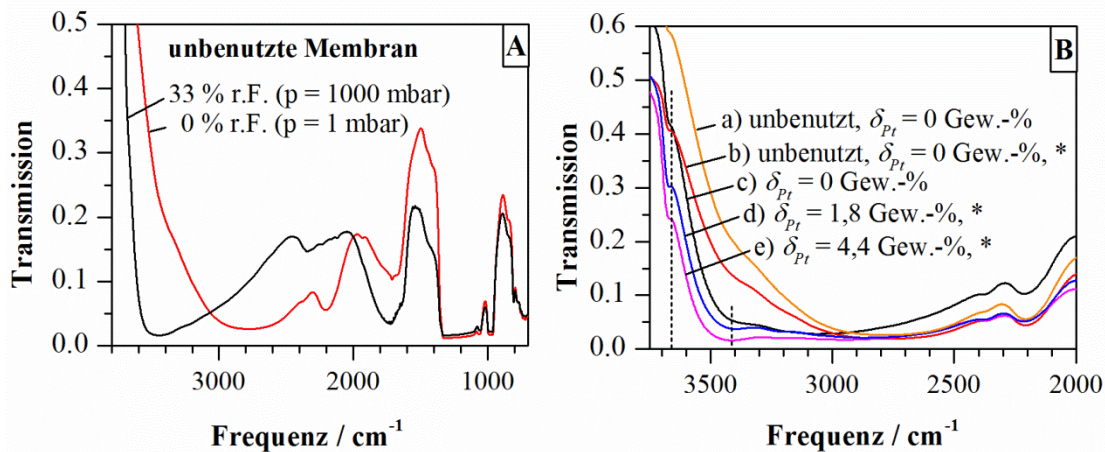 unbenutzte Membran
A
33 % r.F. (p = 1000 mbar)
0 % r.F. (p = 1 mbar)
0.5
0.4
0.3
0.2
0.1
0.0
Transmission
3000
2000
1000
Frequenz / cm⁻¹
B
a) unbenutzt, δPt = 0 Gew.-%
b) unbenutzt, δPt = 0 Gew.-%, *
c) δPt = 0 Gew.-%
d) δPt = 1,8 Gew.-%, *
e) δPt = 4,4 Gew.-%, *
0.6
0.5
0.4
0.3
0.2
0.1
0.0
Transmission
3500
3000
2500
2000
Frequenz / cm⁻¹